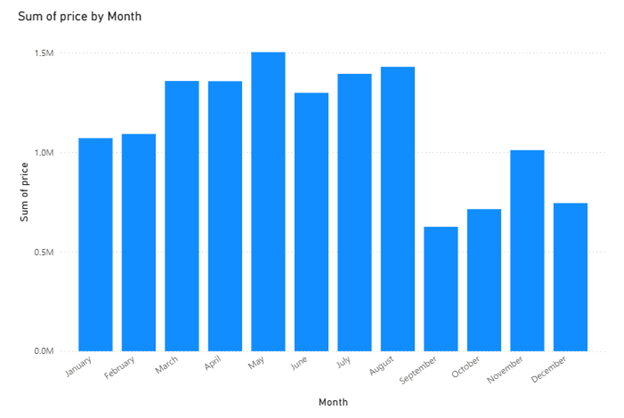 Sum of price by Month
1.5M
1.0M
0.5M
0.0M
Sum of price
January
February
March
April
May
June
July
August
September
October
November
December
Month